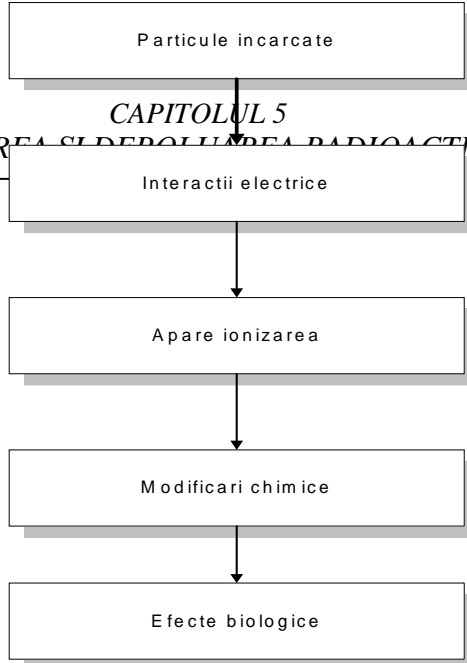 Particule incarcate
CAPITOLUL 5
Interactii electrice
Apare ionizarea
Modificari chimice
Efecte biologice